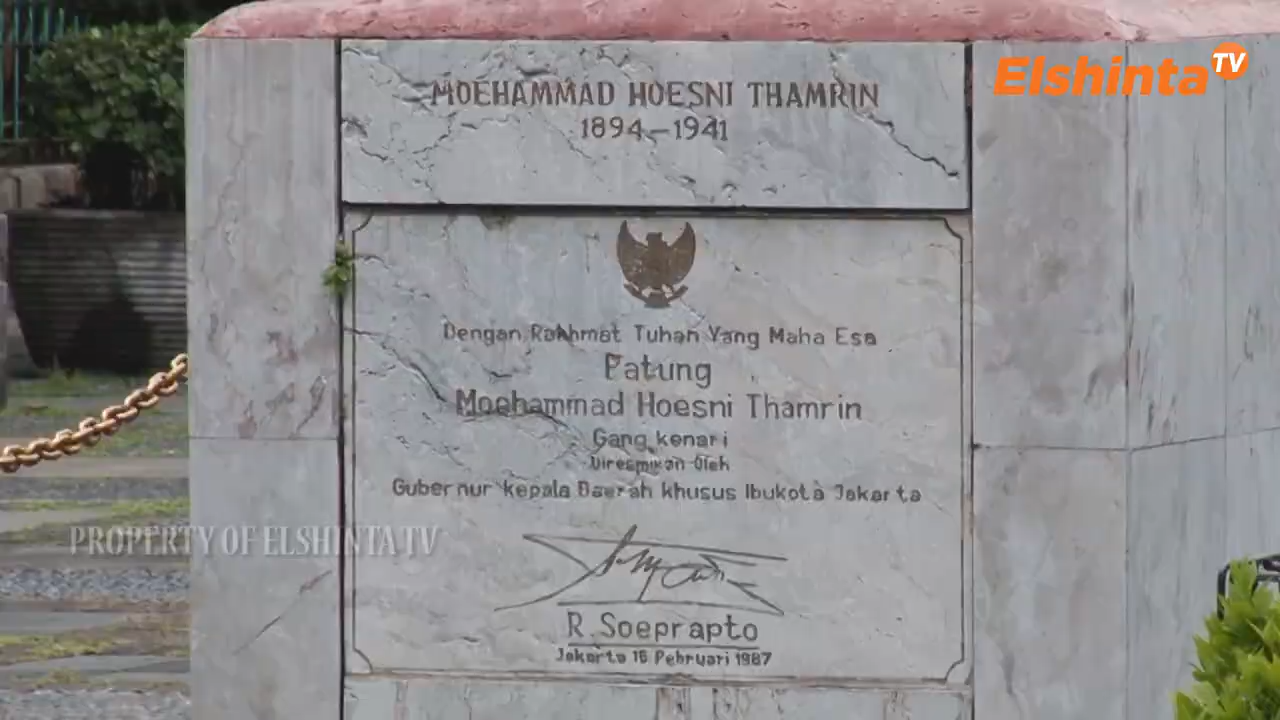 Elshinta TV
MOEHAMMAD HOESNI THAMRIN
1894-1941
Dengan Rakhmat Tuhan Yang Maha Esa
Patung
Moehammad Hoesni Thamrin
Gang kenari
Diresmikan Oleh
Gubernur kepala Daerah khusus Ibukota Jakarta
R. Soeprapto
Jakarta 16 Pebruari 1987
PROPERTY OF ELSHINTA TV